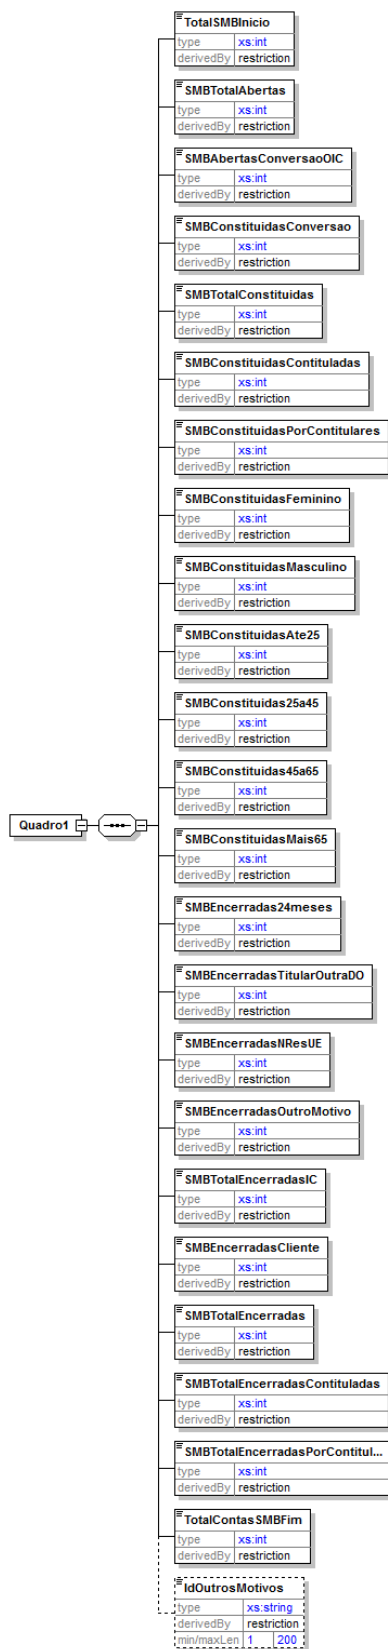 TotalSMBInicio
type xs:int
derivedBy restriction
SMBTotalAbertas
type xs:int
derivedBy restriction
SMBAbertasConversaoOIC
type xs:int
derivedBy restriction
SMBConstituidasConversao
type xs:int
derivedBy restriction
SMBTotalConstituidas
type xs:int
derivedBy restriction
SMBConstituidasContituladas
type xs:int
derivedBy restriction
SMBConstituidasPorContitulares
type xs:int
derivedBy restriction
SMBConstituidasFeminino
type xs:int
derivedBy restriction
SMBConstituidasMasculino
type xs:int
derivedBy restriction
SMBConstituidasAte25
type xs:int
derivedBy restriction
SMBConstituidas25a45
type xs:int
derivedBy restriction
SMBConstituidas45a65
type xs:int
derivedBy restriction
Quadro1
SMBConstituidasMais65
type xs:int
derivedBy restriction
SMBEncerradas24meses
type xs:int
derivedBy restriction
SMBEncerradasTitularOutraDO
type xs:int
derivedBy restriction
SMBEncerradasNResUE
type xs:int
derivedBy restriction
SMBEncerradasOutroMotivo
type xs:int
derivedBy restriction
SMBTotalEncerradasIC
type xs:int
derivedBy restriction
SMBEncerradasCliente
type xs:int
derivedBy restriction
SMBTotalEncerradas
type xs:int
derivedBy restriction
SMBTotalEncerradasContituladas
type xs:int
derivedBy restriction
SMBTotalEncerradasPorContitul...
type xs:int
derivedBy restriction
TotalContasSMBFim
type xs:int
derivedBy restriction
IdOutrosMotivos
type xs:string
derivedBy restriction
min/maxLen 1 200